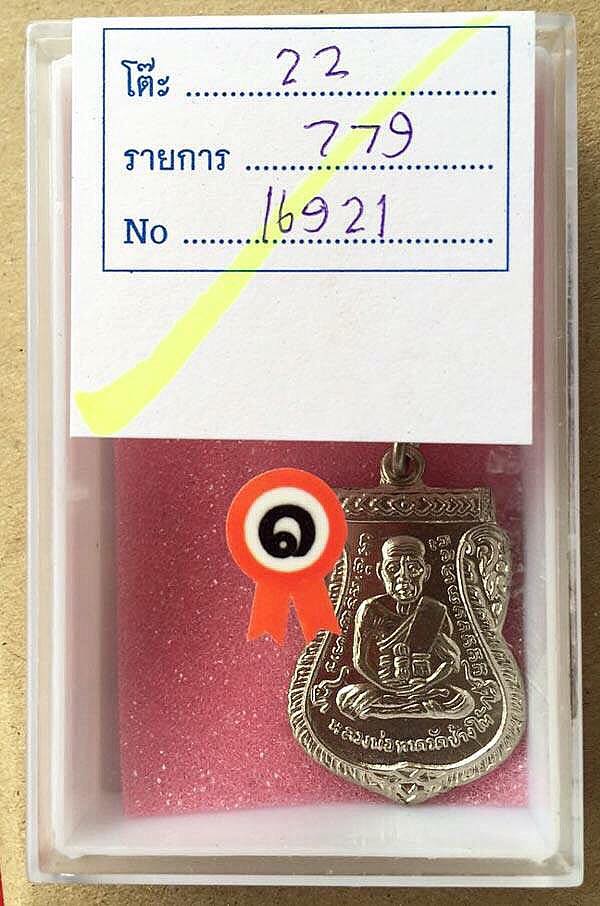 โต๊ะ 22
รายการ 779
No 16921
๑
หลวงพ่อทวดวัดช้างให้